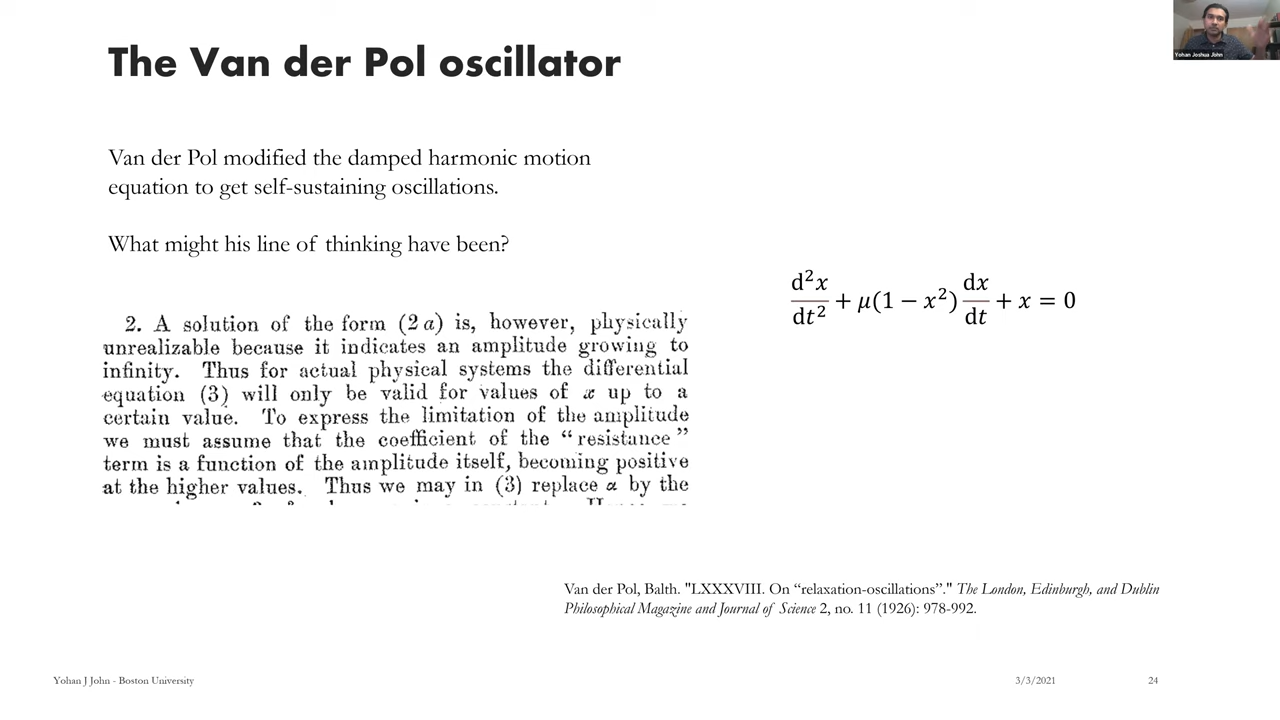 The Van der Pol oscillator
Yohan Joshua John
Van der Pol modified the damped harmonic motion
equation to get self-sustaining oscillations.
What might his line of thinking have been?
d²x/dt² + μ(1 − x²) dx/dt + x = 0
2. A solution of the form (2 a) is, however, physically
unrealizable because it indicates an amplitude growing to
infinity. Thus for actual physical systems the differential
equation (3) will only be valid for values of x up to a
certain value. To express the limitation of the amplitude
we must assume that the coefficient of the “resistance”
term is a function of the amplitude itself, becoming positive
at the higher values. Thus we may in (3) replace α by the
Van der Pol, Balth. "LXXXVIII. On “relaxation-oscillations”." The London, Edinburgh, and Dublin
Philosophical Magazine and Journal of Science 2, no. 11 (1926): 978-992.
Yohan J John - Boston University
3/3/2021
24